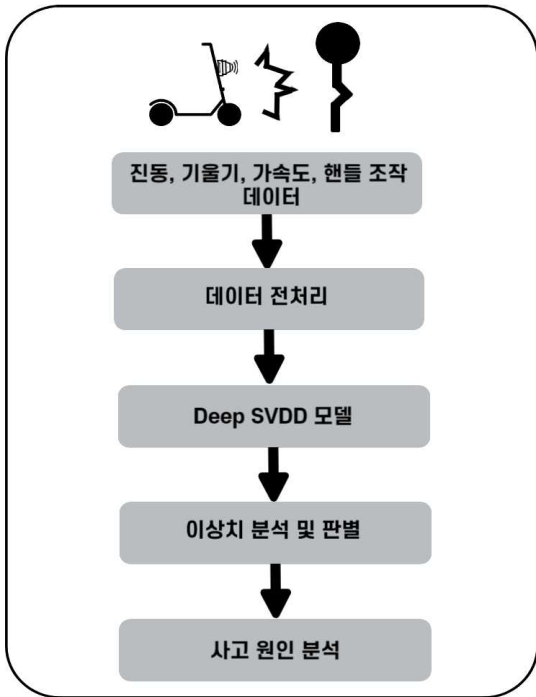 진동, 기울기, 가속도, 핸들 조작
데이터
데이터 전처리
Deep SVDD 모델
이상치 분석 및 판별
사고 원인 분석